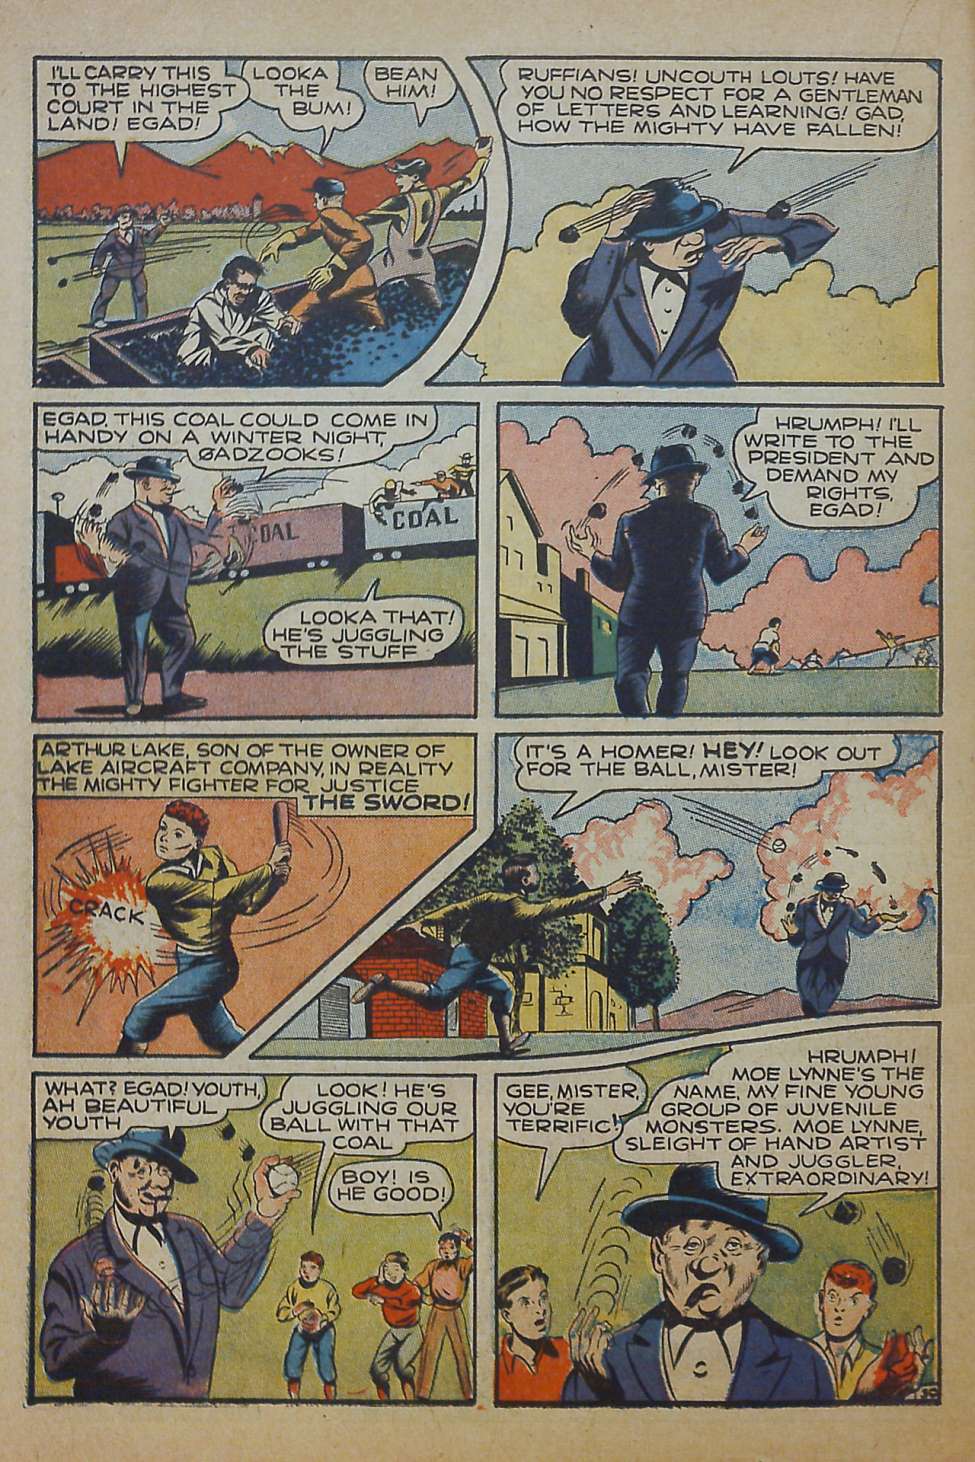 I'LL CARRY THIS
TO THE HIGHEST
COURT IN THE
LAND! EGAD!
LOOKA
THE
BUM!
BEAN
HIM!
RUFFIANS! UNCOUTH LOUTS! HAVE
YOU NO RESPECT FOR A GENTLEMAN
OF LETTERS AND LEARNING! GAD,
HOW THE MIGHTY HAVE FALLEN!
EGAD, THIS COAL COULD COME IN
HANDY ON A WINTER NIGHT,
GADZOOKS!
COAL
COAL
LOOKA THAT!
HE'S JUGGLING
THE STUFF
HRUMPH! I'LL
WRITE TO THE
PRESIDENT AND
DEMAND MY
RIGHTS,
EGAD!
ARTHUR LAKE, SON OF THE OWNER OF
LAKE AIRCRAFT COMPANY, IN REALITY
THE MIGHTY FIGHTER FOR JUSTICE
THE SWORD!
CRACK
IT'S A HOMER! HEY! LOOK OUT
FOR THE BALL, MISTER!
WHAT? EGAD! YOUTH,
AH BEAUTIFUL
YOUTH
LOOK! HE'S
JUGGLING OUR
BALL WITH THAT
COAL
BOY! IS
HE GOOD!
GEE, MISTER,
YOU'RE
TERRIFIC!
HRUMPH!
MOE LYNNE'S THE
NAME, MY FINE YOUNG
GROUP OF JUVENILE
MONSTERS. MOE LYNNE,
SLEIGHT OF HAND ARTIST
AND JUGGLER,
EXTRAORDINARY!